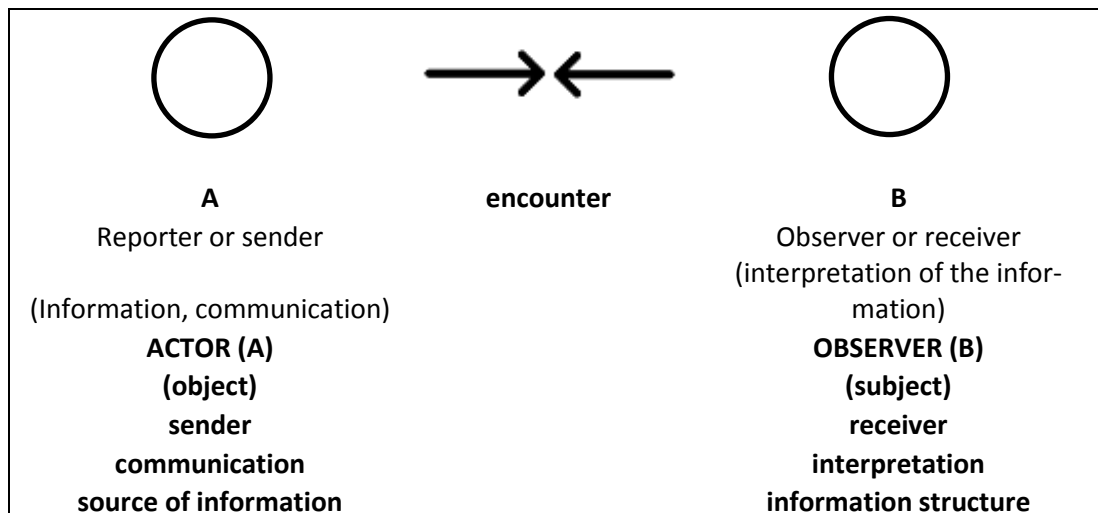 A encounter B
Reporter or sender Observer or receiver
(interpretation of the infor-
(Information, communication) mation)
ACTOR (A) OBSERVER (B)
(object) (subject)
sender receiver
communication interpretation
source of information information structure